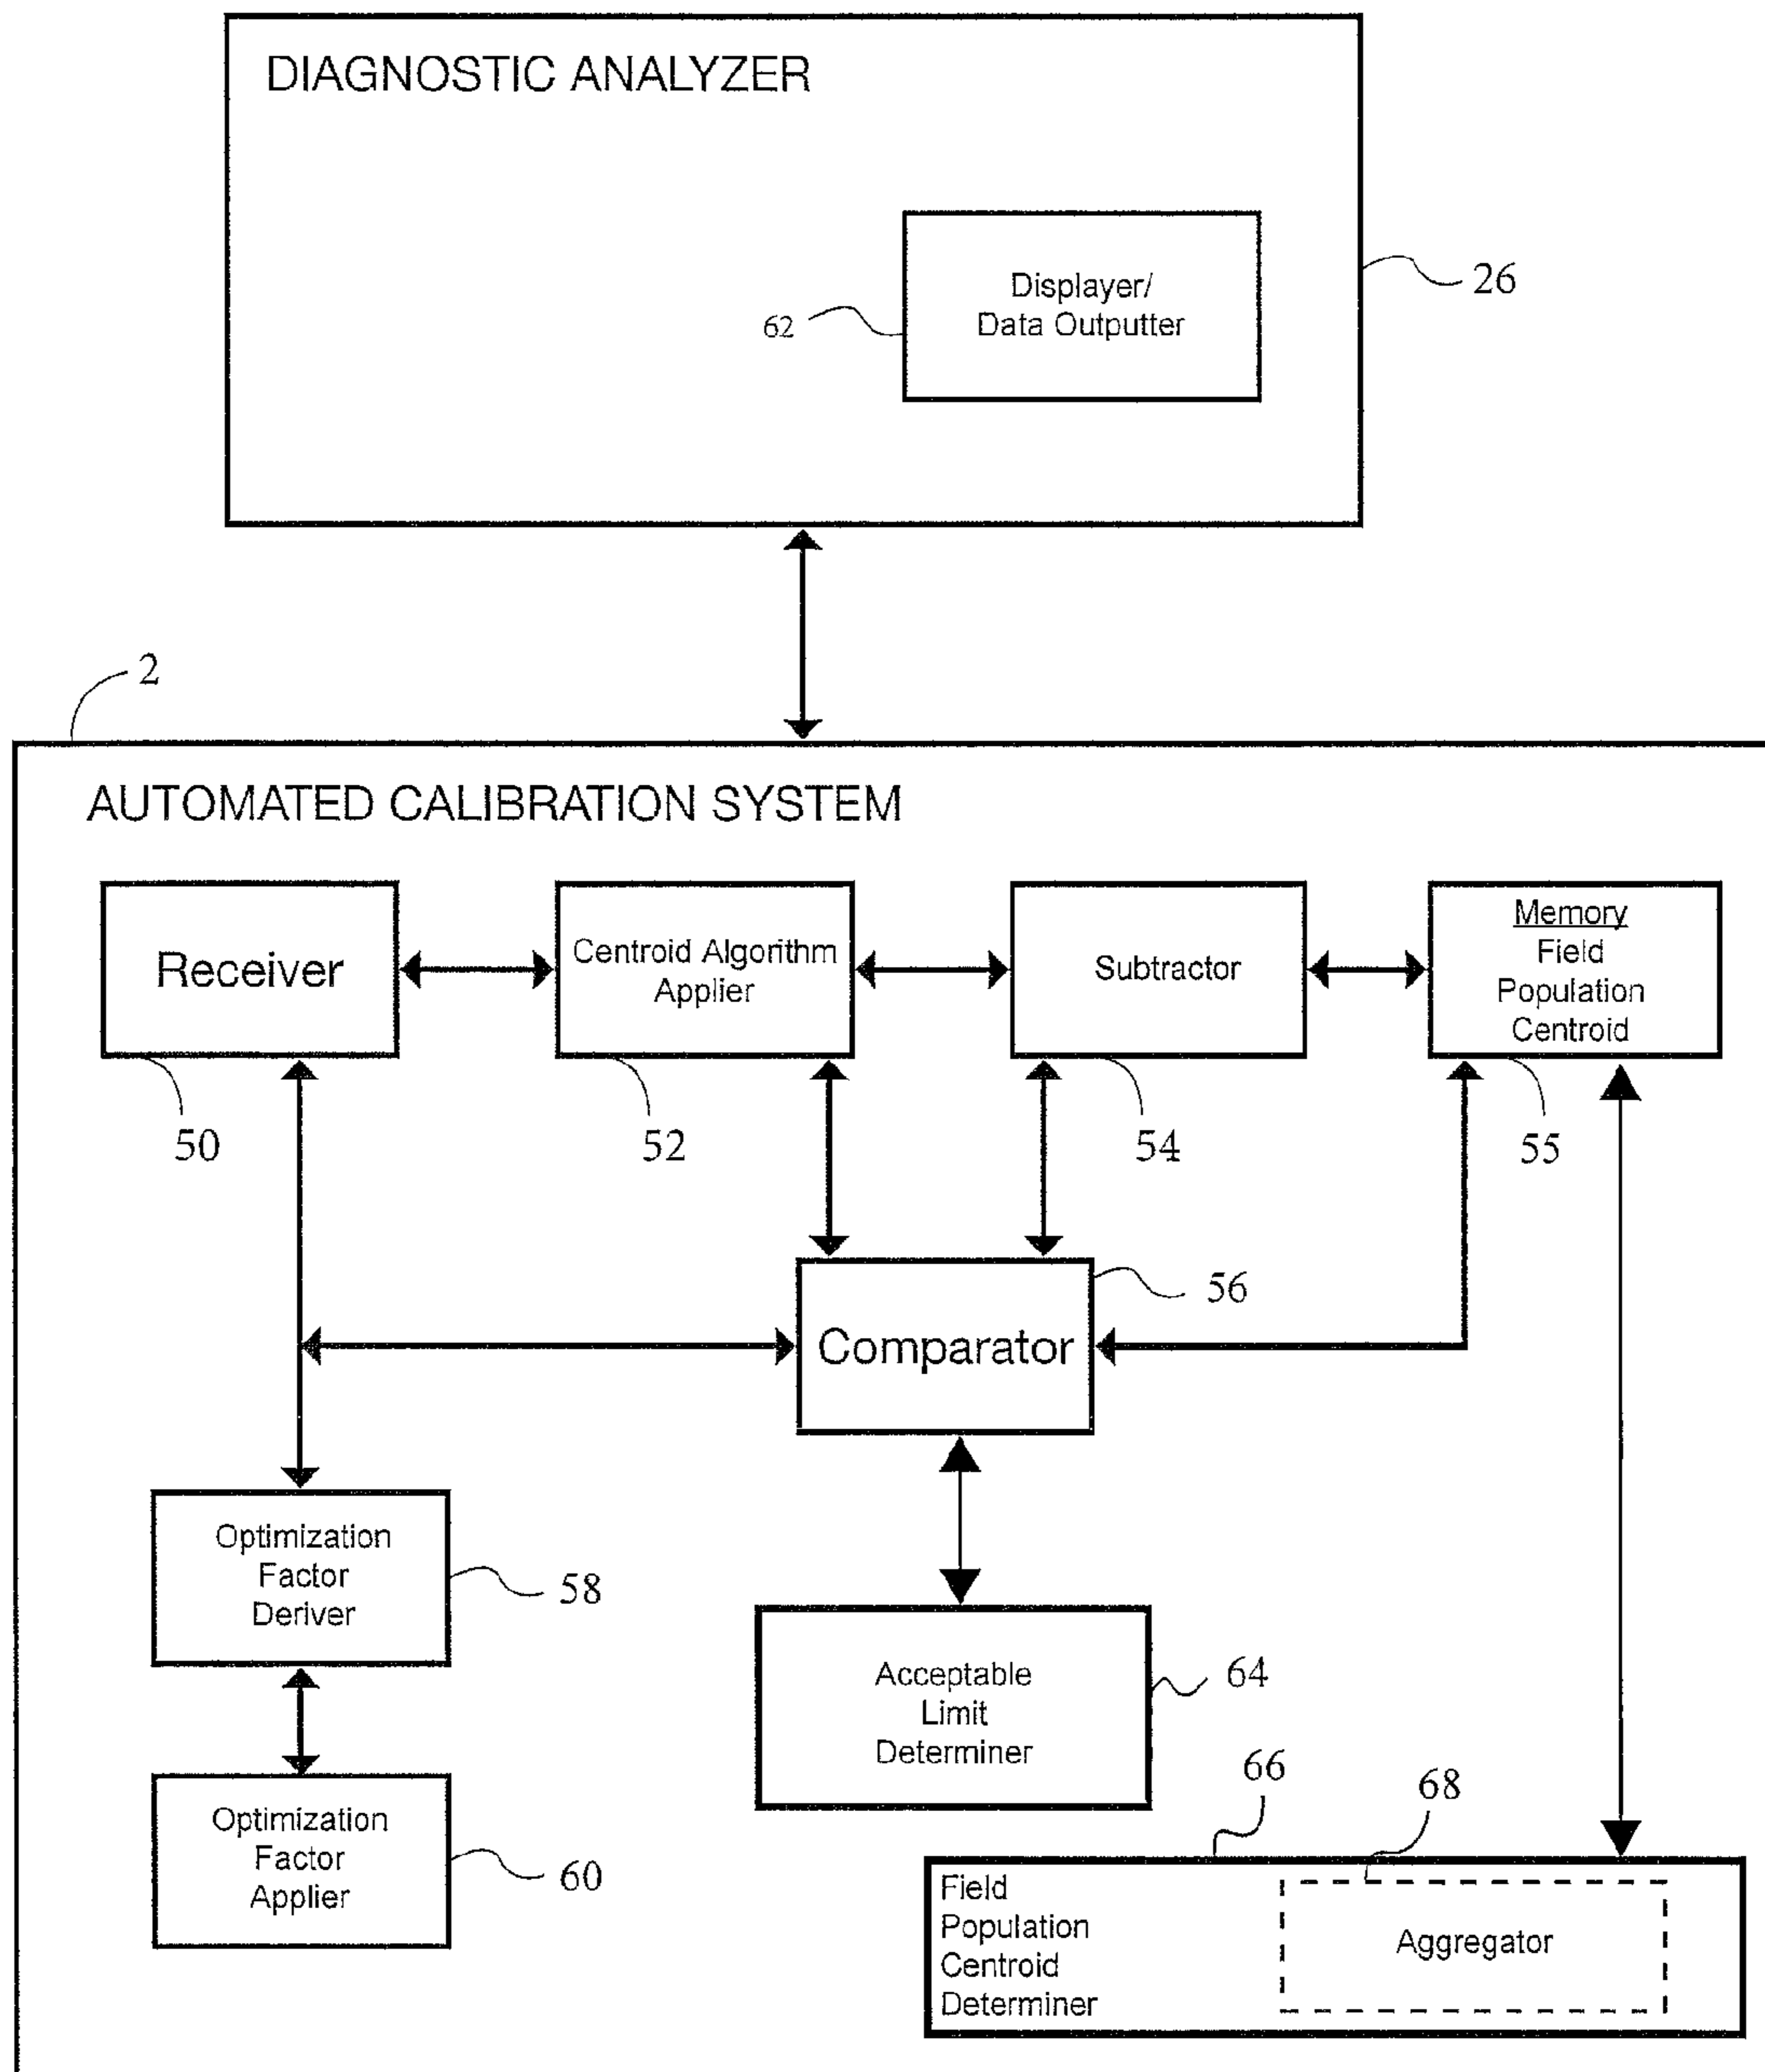 DIAGNOSTIC ANALYZER
Displayer/
Data Outputter
62
26
2
AUTOMATED CALIBRATION SYSTEM
Receiver
50
Centroid Algorithm
Applier
52
Subtractor
54
Memory
Field
Population
Centroid
55
Comparator
56
Optimization
Factor
Deriver
58
Acceptable
Limit
Determiner
64
Optimization
Factor
Applier
60
66
68
Field
Population
Centroid
Determiner
Aggregator